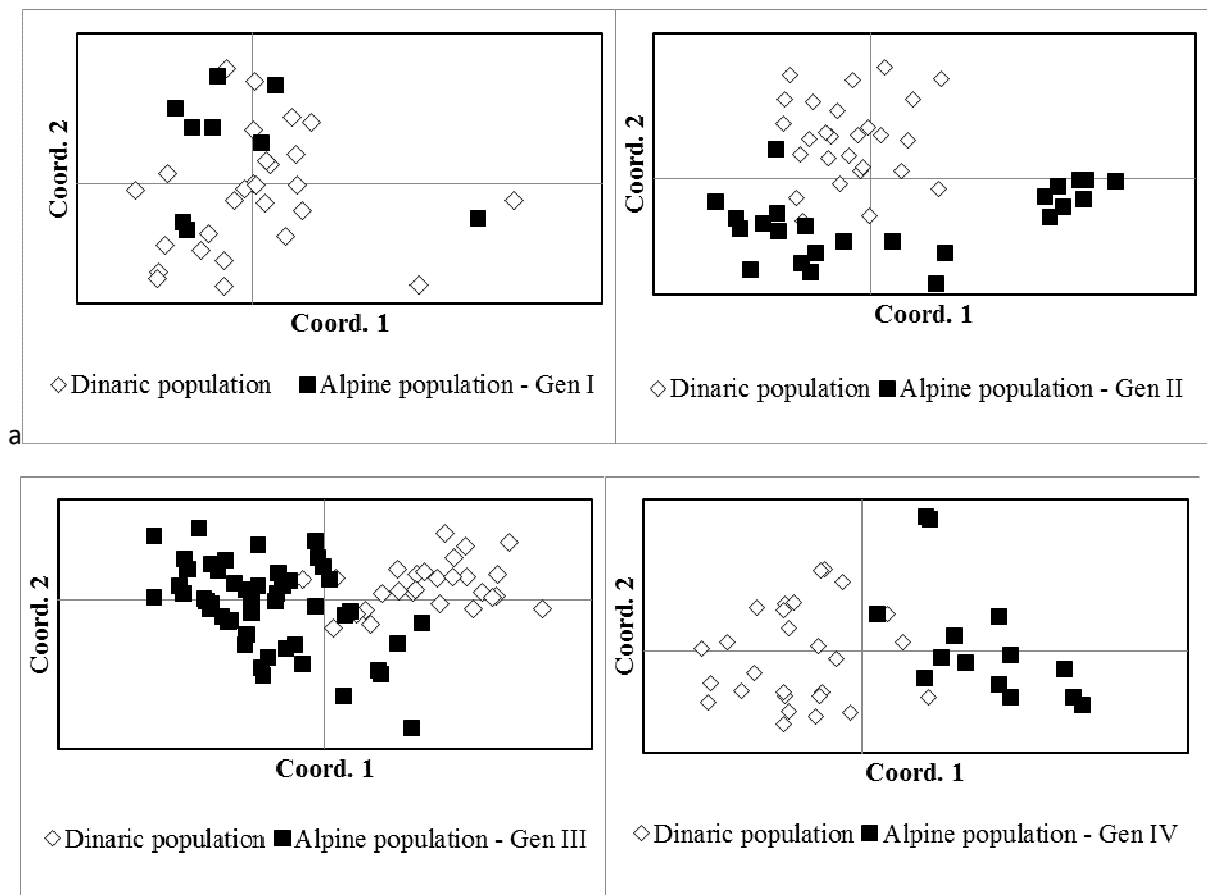 Coord. 2
Coord. 1
Dinaric population Alpine population - Gen I
Coord. 2
Coord. 1
Dinaric population Alpine population - Gen II
a
Coord. 2
Coord. 1
Dinaric population Alpine population - Gen III
Coord. 2
Coord. 1
Dinaric population Alpine population - Gen IV